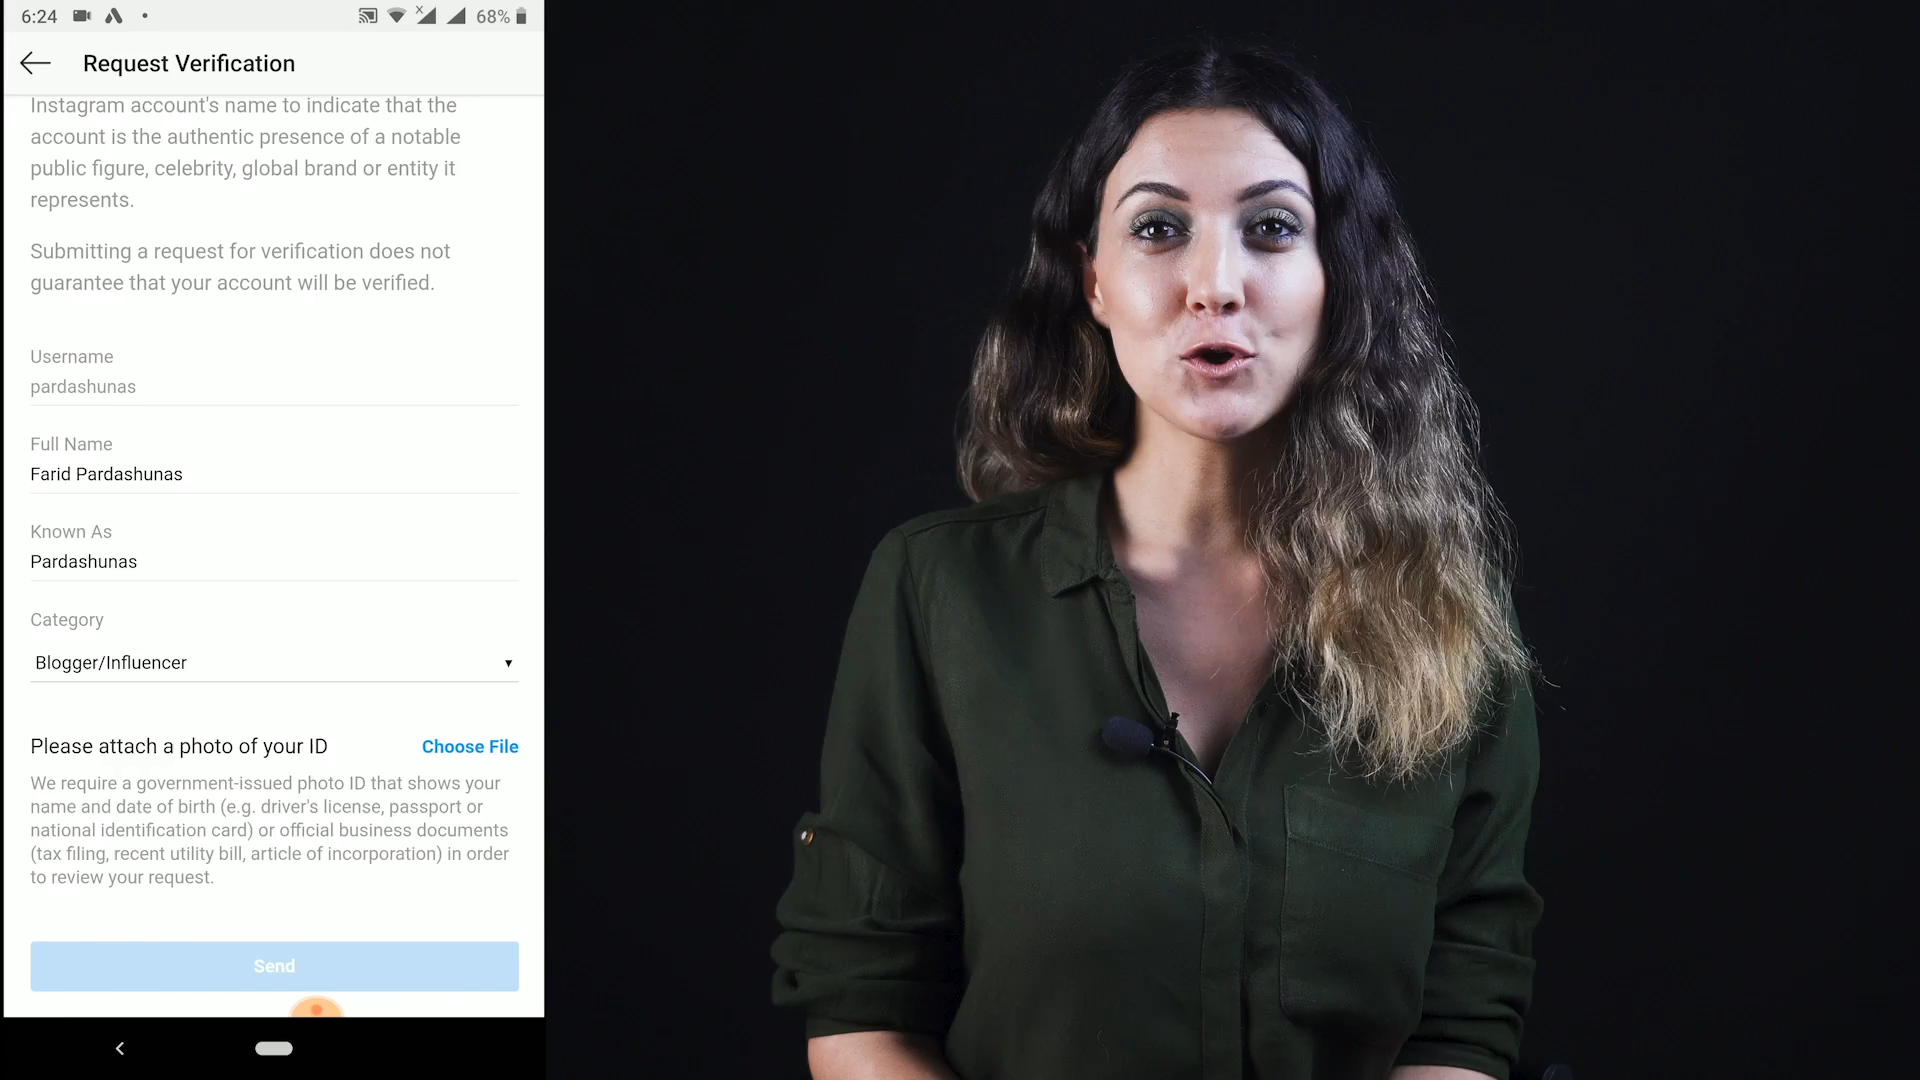 6:24
68%
Request Verification
Instagram account's name to indicate that the
account is the authentic presence of a notable
public figure, celebrity, global brand or entity it
represents.
Submitting a request for verification does not
guarantee that your account will be verified.
Username
pardashunas
Full Name
Farid Pardashunas
Known As
Pardashunas
Category
Blogger/Influencer
Please attach a photo of your ID
Choose File
We require a government-issued photo ID that shows your
name and date of birth (e.g. driver's license, passport or
national identification card) or official business documents
(tax filing, recent utility bill, article of incorporation) in order
to review your request.
Send